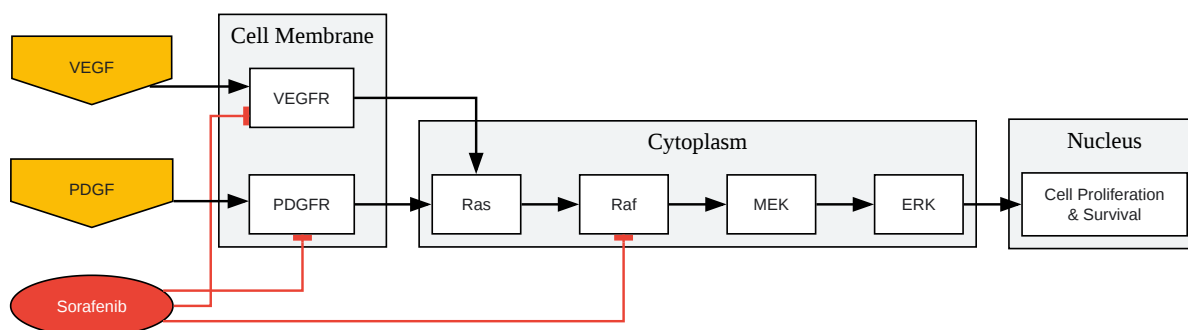 Cell Membrane
VEGF
VEGFR
Cytoplasm
Nucleus
PDGF
PDGFR
Ras
Raf
MEK
ERK
Cell Proliferation
& Survival
Sorafenib